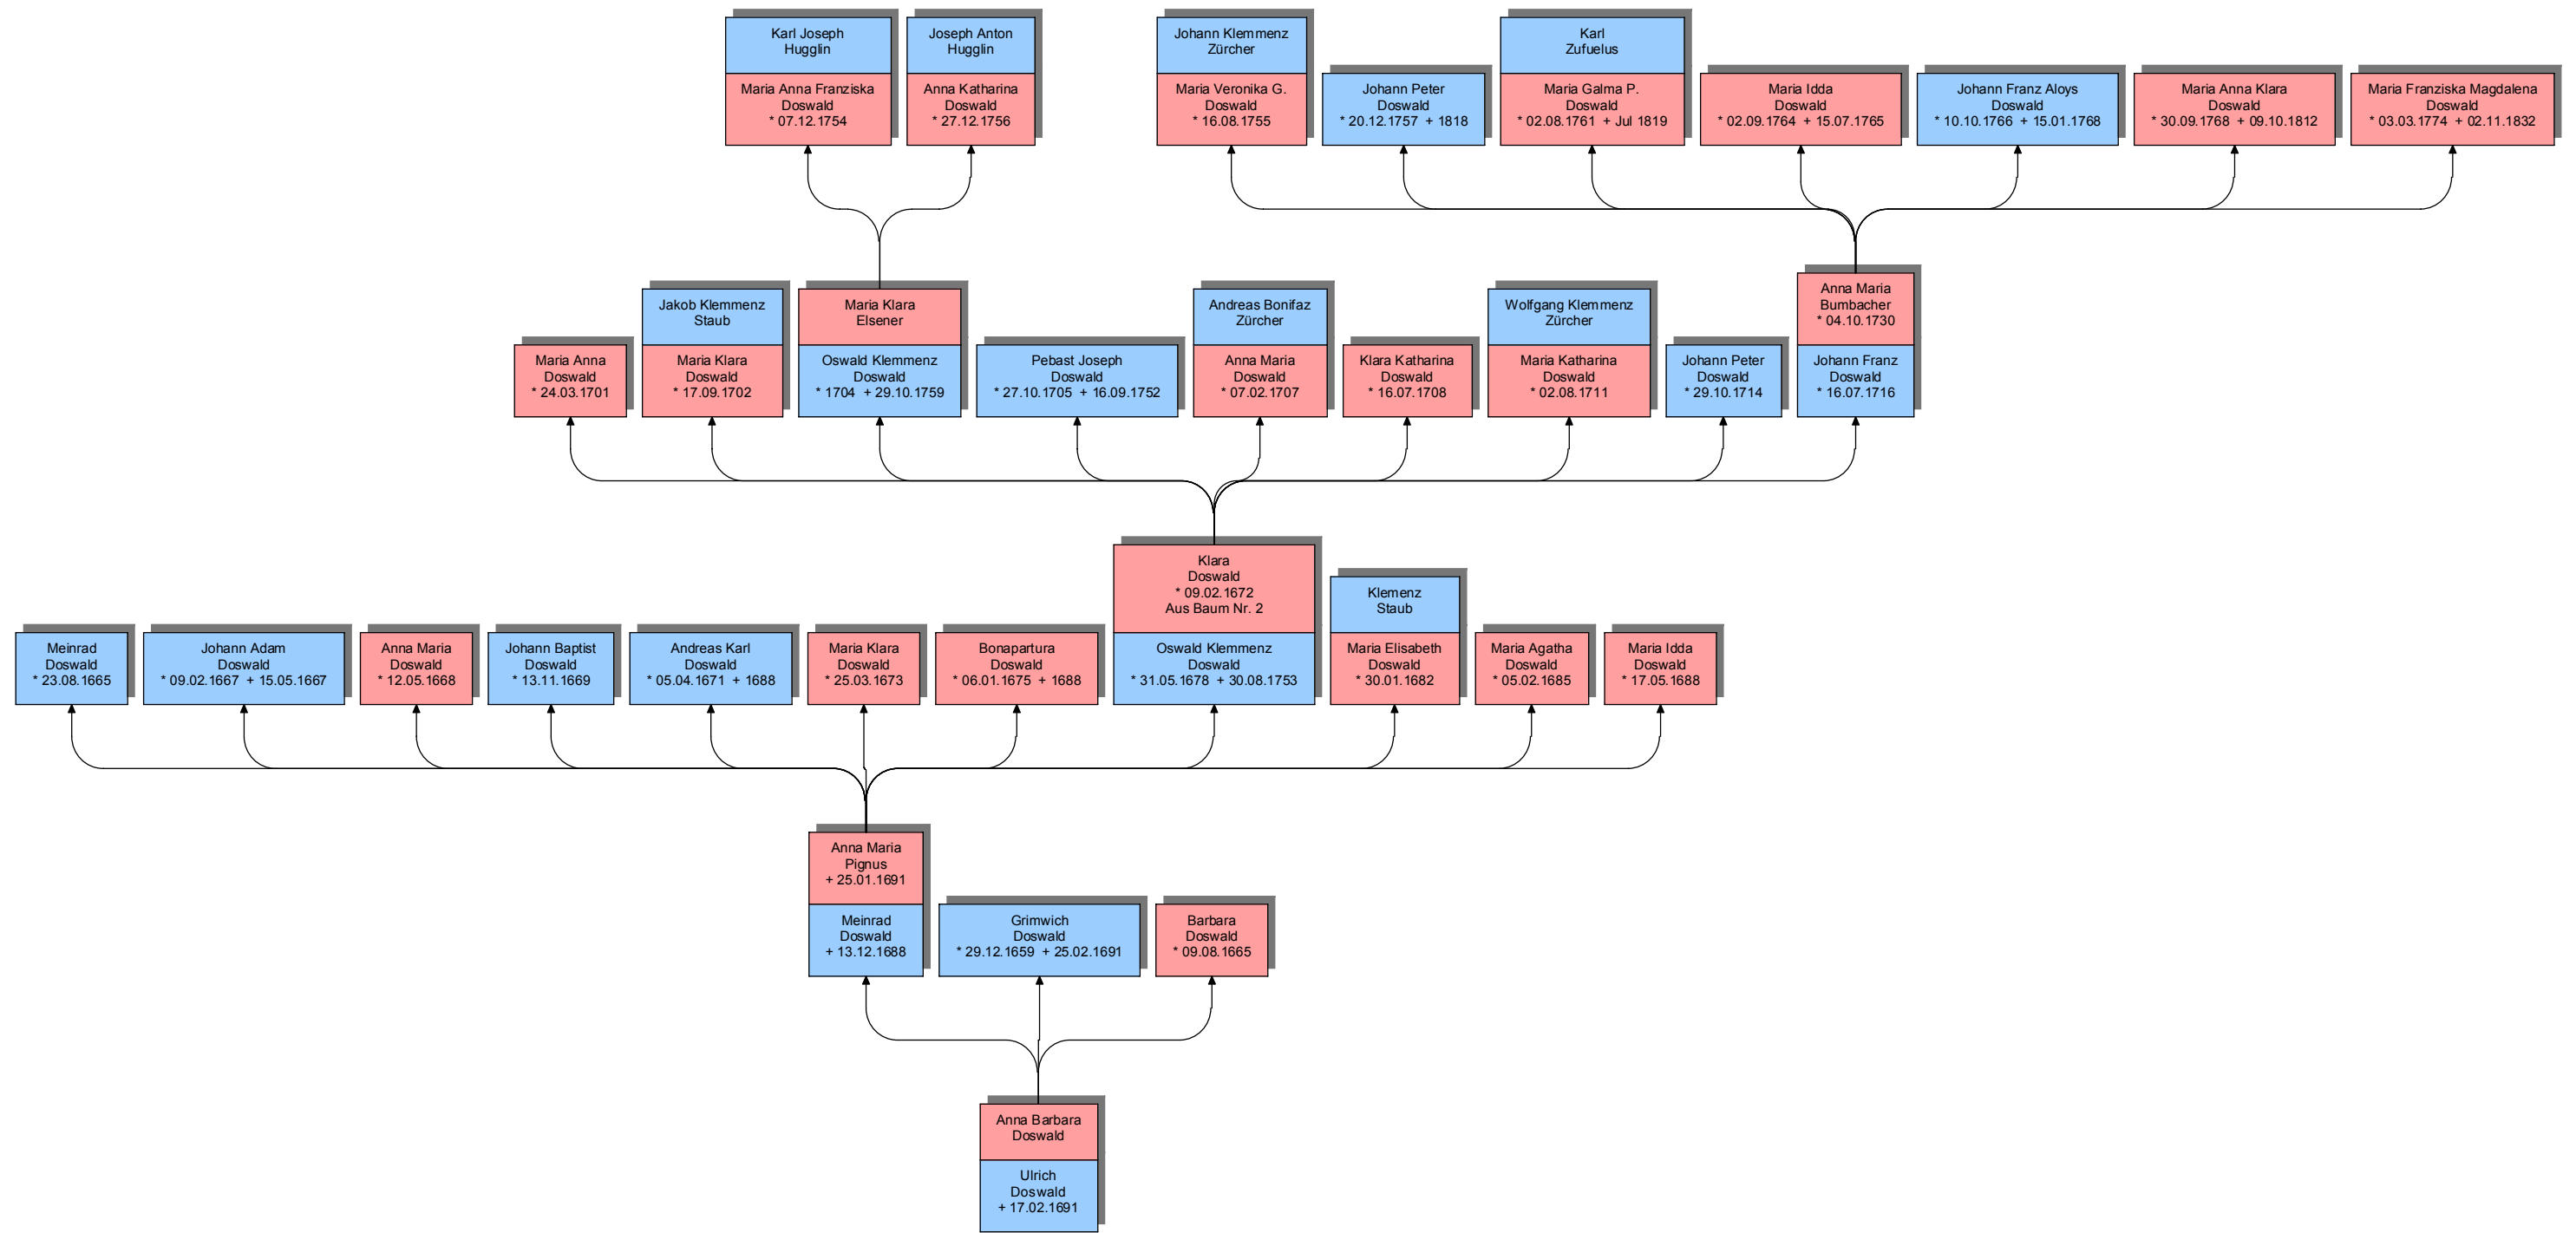 Karl Joseph
Hugglin
Maria Anna Franziska
Doswald
* 07.12.1754
Joseph Anton
Hugglin
Anna Katharina
Doswald
* 27.12.1756
Johann Klemmenz
Zürcher
Maria Veronika G.
Doswald
* 16.08.1755
Johann Peter
Doswald
* 20.12.1757 + 1818
Karl
Zufuelus
Maria Galma P.
Doswald
* 02.08.1761 + Jul 1819
Maria Idda
Doswald
* 02.09.1764 + 15.07.1765
Johann Franz Aloys
Doswald
* 10.10.1766 + 15.01.1768
Maria Anna Klara
Doswald
* 30.09.1768 + 09.10.1812
Maria Franziska Magdalena
Doswald
* 03.03.1774 + 02.11.1832
Maria Anna
Doswald
* 24.03.1701
Jakob Klemmenz
Staub
Maria Klara
Doswald
* 17.09.1702
Maria Klara
Elsener
Oswald Klemmenz
Doswald
* 1704 + 29.10.1759
Pebast Joseph
Doswald
* 27.10.1705 + 16.09.1752
Andreas Bonifaz
Zürcher
Anna Maria
Doswald
* 07.02.1707
Klara Katharina
Doswald
* 16.07.1708
Wolfgang Klemmenz
Zürcher
Maria Katharina
Doswald
* 02.08.1711
Johann Peter
Doswald
* 29.10.1714
Anna Maria
Bumbacher
* 04.10.1730
Johann Franz
Doswald
* 16.07.1716
Meinrad
Doswald
* 23.08.1665
Johann Adam
Doswald
* 09.02.1667 + 15.05.1667
Anna Maria
Doswald
* 12.05.1668
Johann Baptist
Doswald
* 13.11.1669
Andreas Karl
Doswald
* 05.04.1671 + 1688
Maria Klara
Doswald
* 25.03.1673
Bonapartura
Doswald
* 06.01.1675 + 1688
Klara
Doswald
* 09.02.1672
Aus Baum Nr. 2
Oswald Klemmenz
Doswald
* 31.05.1678 + 30.08.1753
Klemenz
Staub
Maria Elisabeth
Doswald
* 30.01.1682
Maria Agatha
Doswald
* 05.02.1685
Maria Idda
Doswald
* 17.05.1688
Anna Maria
Pignus
+ 25.01.1691
Meinrad
Doswald
+ 13.12.1688
Grimwich
Doswald
* 29.12.1659 + 25.02.1691
Barbara
Doswald
* 09.08.1665
Anna Barbara
Doswald
Ulrich
Doswald
+ 17.02.1691